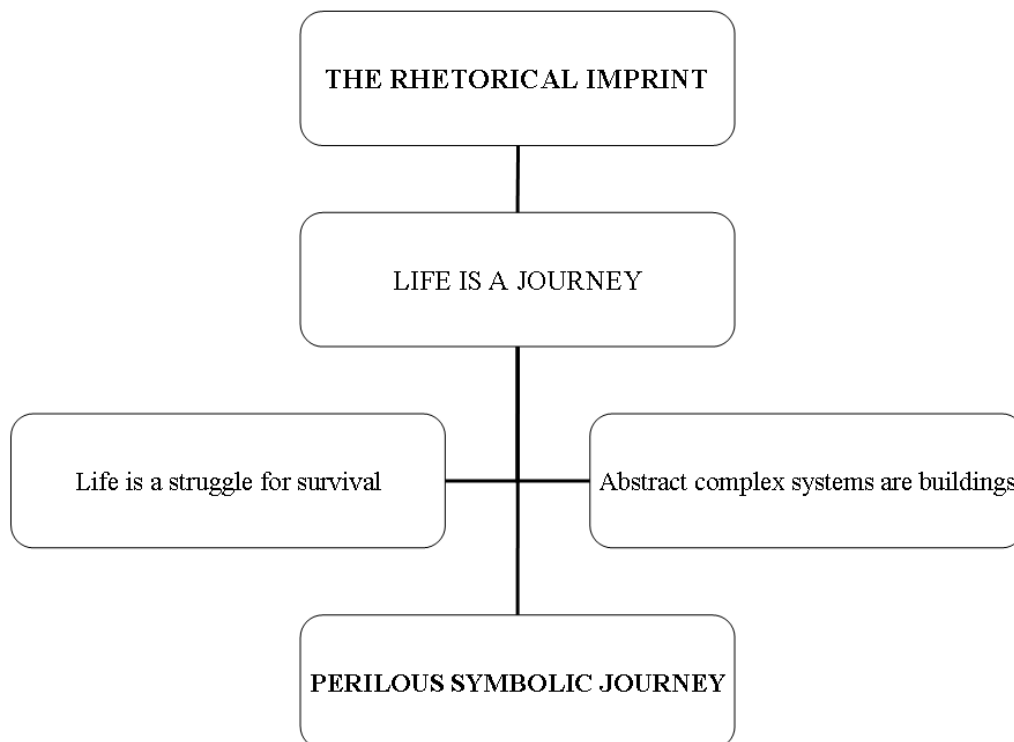 THE RHETORICAL IMPRINT
LIFE IS A JOURNEY
Life is a struggle for survival
Abstract complex systems are buildings
PERILOUS SYMBOLIC JOURNEY